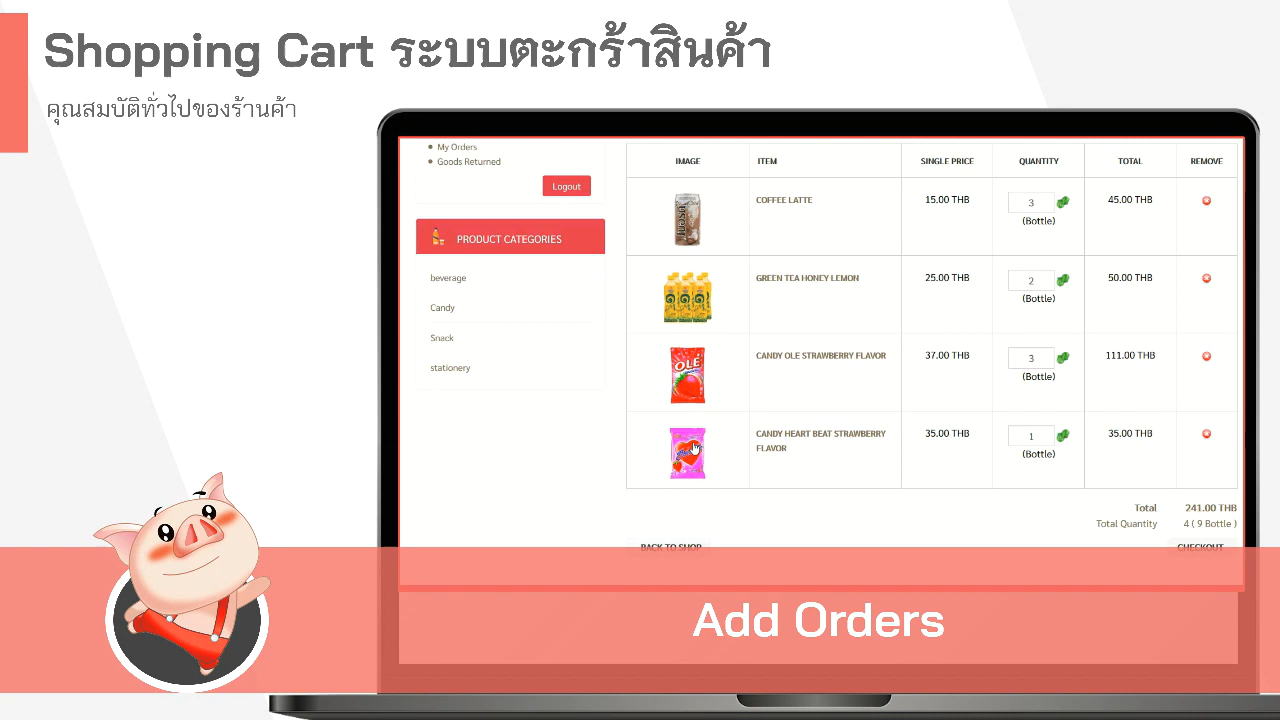 Shopping Cart ระบบตะกร้าสินค้า
คุณสมบัติทั่วไปของร้านค้า
My Orders
Goods Returned
Logout
PRODUCT CATEGORIES
beverage
Candy
Snack
stationery
IMAGE ITEM SINGLE PRICE QUANTITY TOTAL REMOVE
COFFEE LATTE 15.00 THB 3 45.00 THB
(Bottle)
GREEN TEA HONEY LEMON 25.00 THB 2 50.00 THB
(Bottle)
OLE
CANDY OLE STRAWBERRY FLAVOR 37.00 THB 3 111.00 THB
(Bottle)
CANDY HEART BEAT STRAWBERRY 35.00 THB 1 35.00 THB
FLAVOR
(Bottle)
Total 241.00 THB
Total Quantity 4 ( 9 Bottle )
BACK TO SHOP CHECKOUT
Add Orders